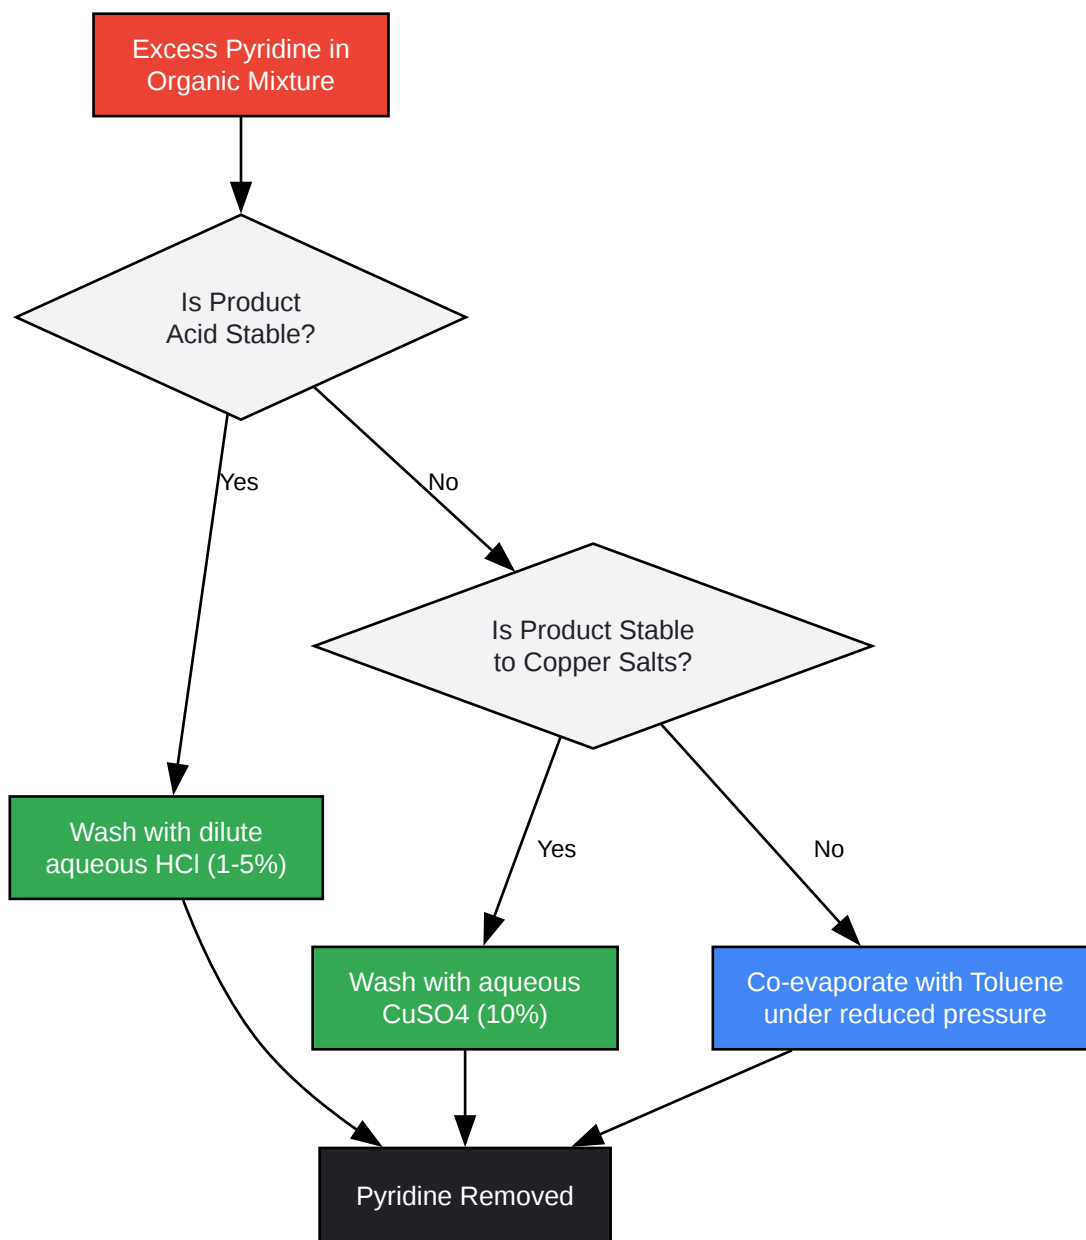 Excess Pyridine in
Organic Mixture
Is Product
Acid Stable?
Yes
No
Is Product Stable
to Copper Salts?
Wash with dilute
aqueous HCl (1-5%)
Yes
No
Wash with aqueous
CuSO4 (10%)
Co-evaporate with Toluene
under reduced pressure
Pyridine Removed